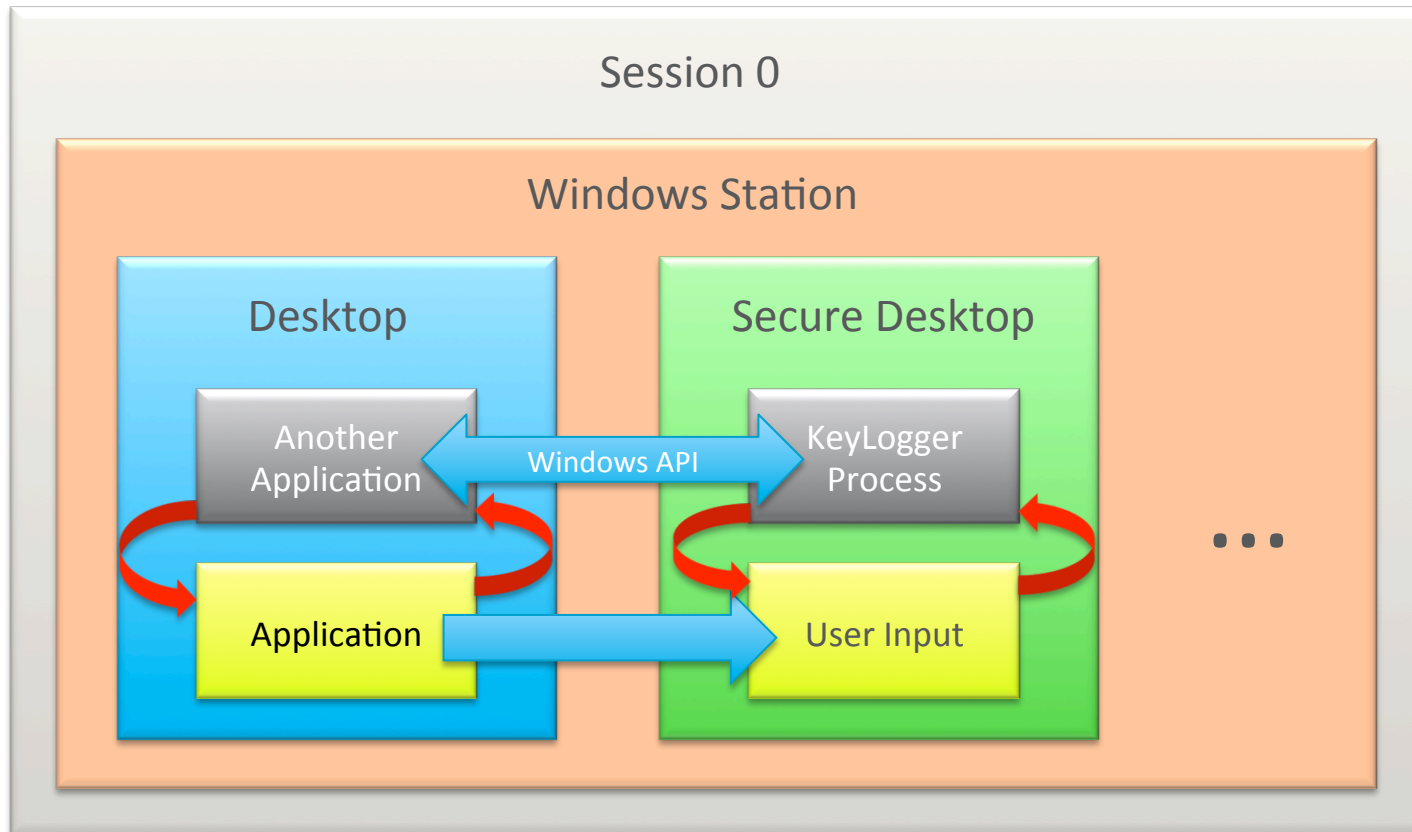 Session 0
Windows Station
Desktop
Secure Desktop
Another
Application
Windows API
KeyLogger
Process
...
Application
User Input